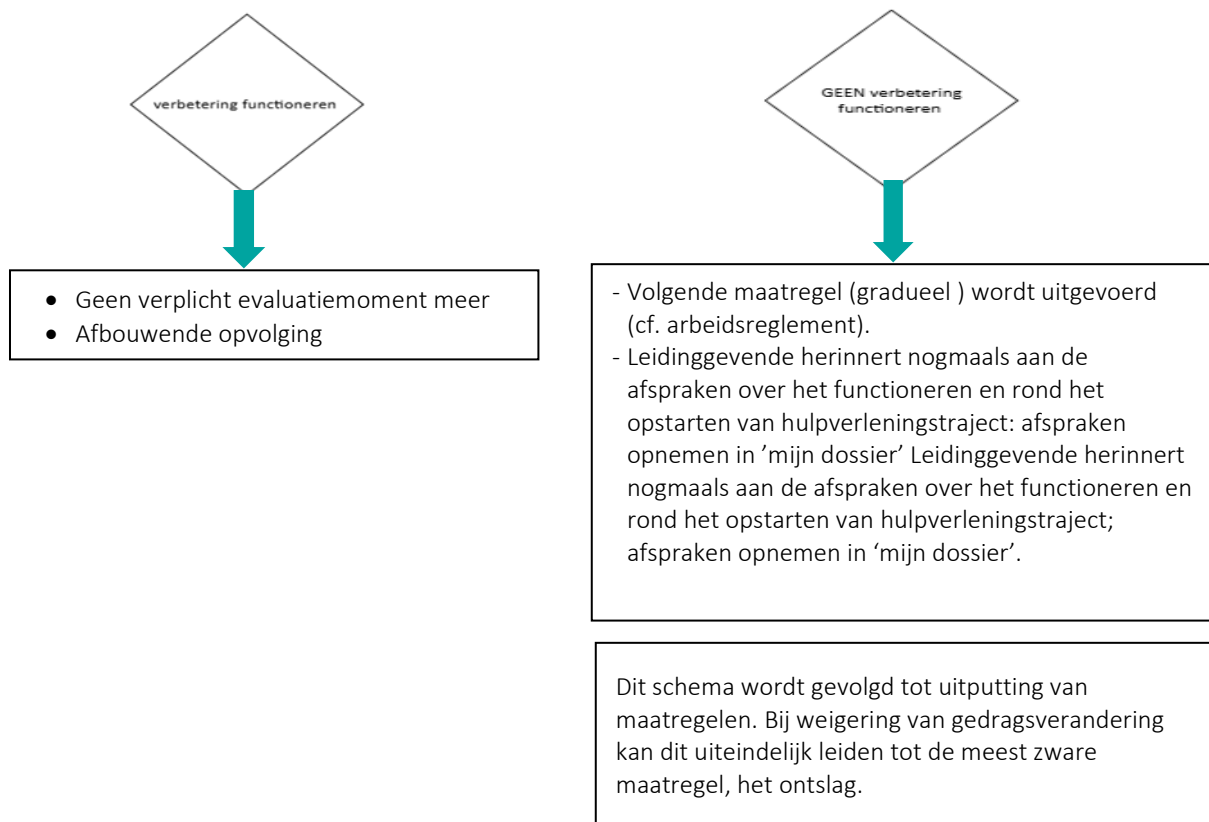 verbetering functioneren
• Geen verplicht evaluatiemoment meer
• Afbouwende opvolging
GEEN verbetering
functioneren
- Volgende maatregel (gradueel ) wordt uitgevoerd
(cf. arbeidsreglement).
- Leidinggevende herinnert nogmaals aan de
afspraken over het functioneren en rond het
opstarten van hulpverleningstraject: afspraken
opnemen in ’mijn dossier’ Leidinggevende herinnert
nogmaals aan de afspraken over het functioneren en
rond het opstarten van hulpverleningstraject;
afspraken opnemen in ‘mijn dossier’.
Dit schema wordt gevolgd tot uitputting van
maatregelen. Bij weigering van gedragsverandering
kan dit uiteindelijk leiden tot de meest zware
maatregel, het ontslag.